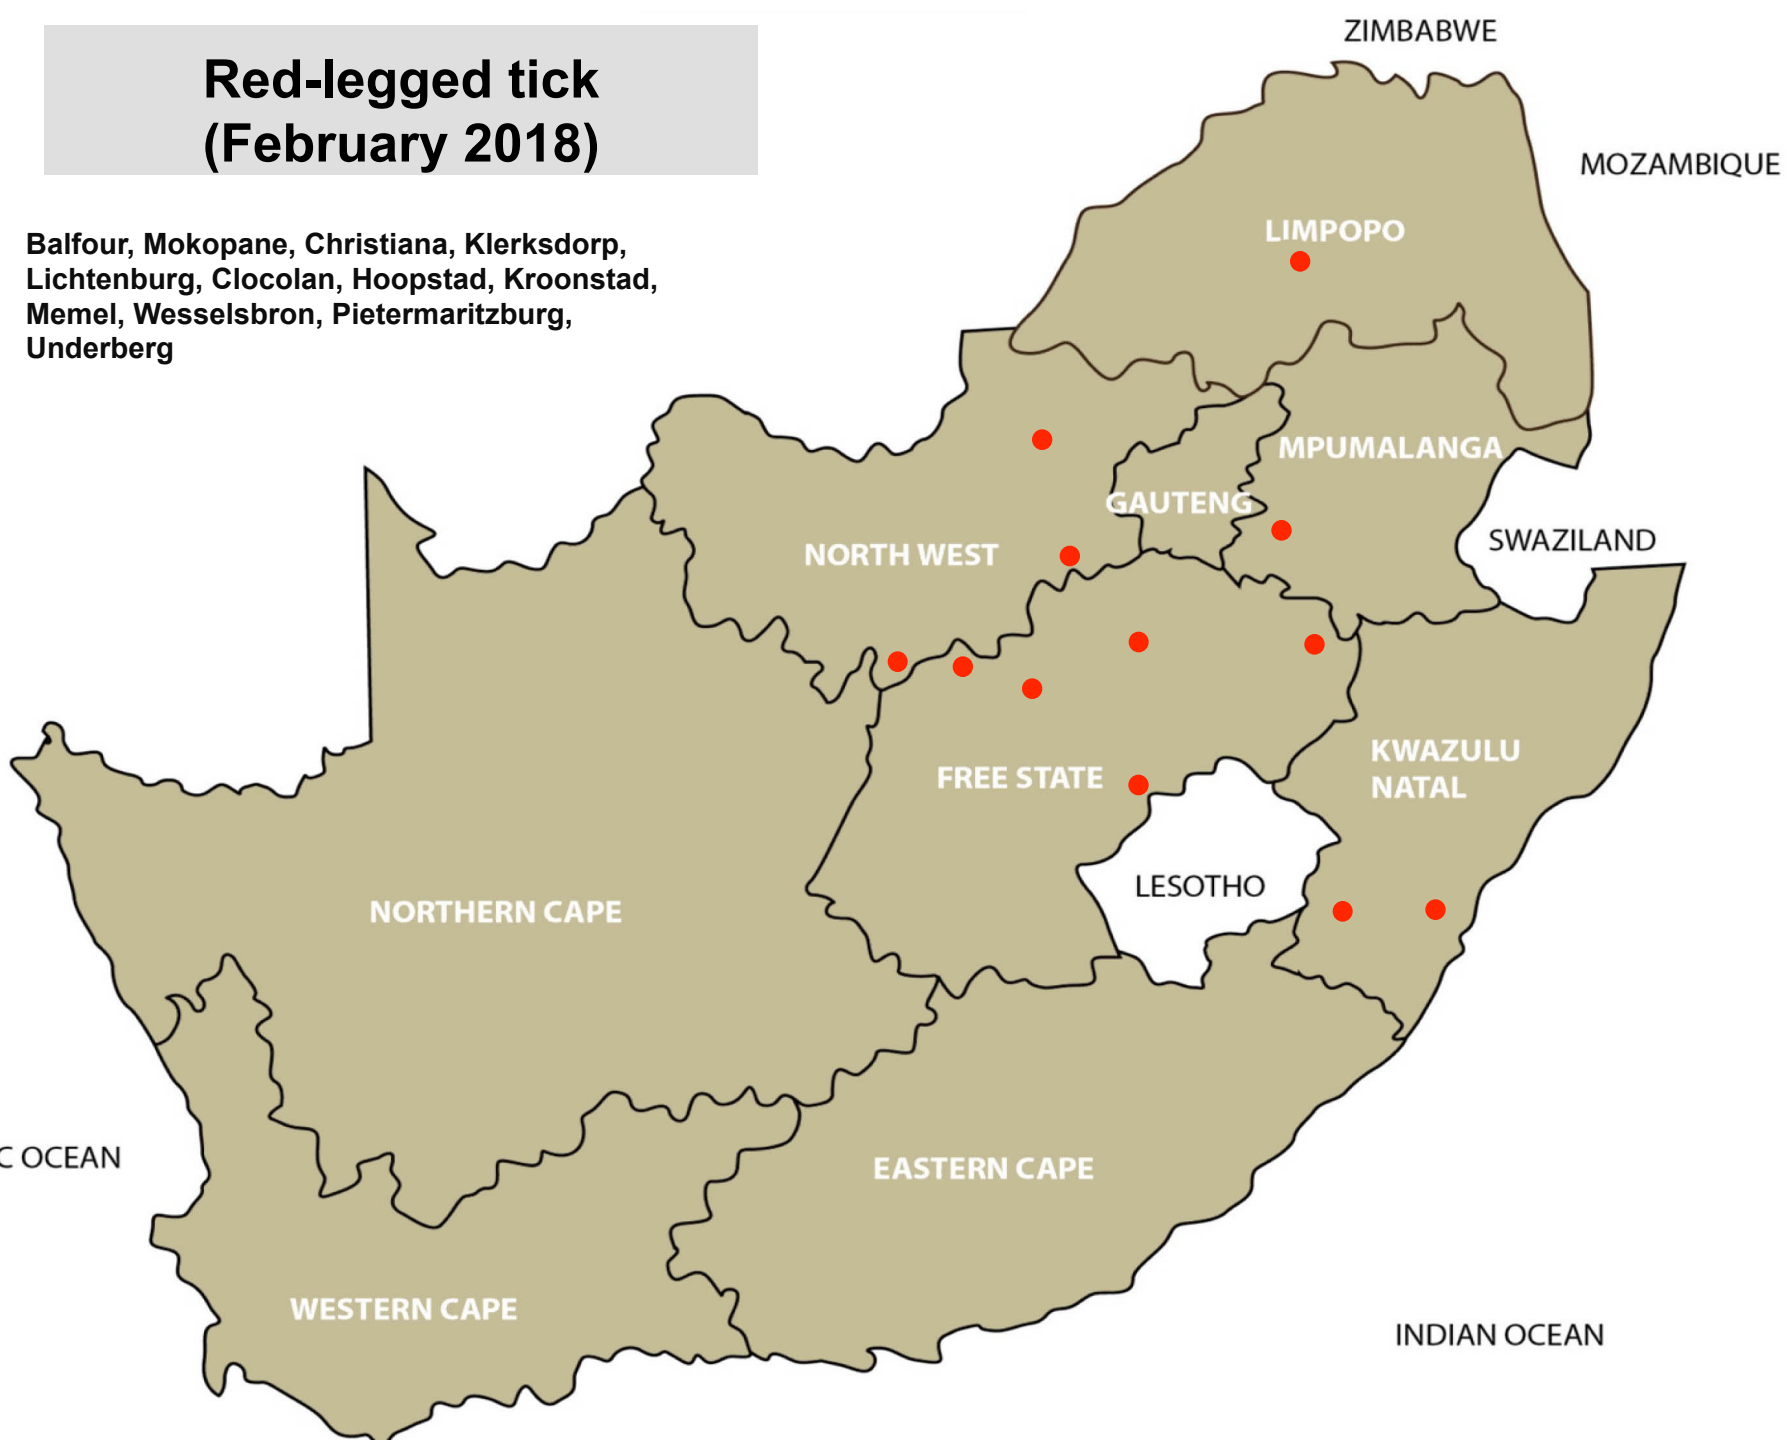 Red-legged tick
(February 2018)
Balfour, Mokopane, Christiana, Klerksdorp,
Lichtenburg, Clocolan, Hoopstad, Kroonstad,
Memel, Wesselsbron, Pietermaritzburg,
Underberg
ZIMBABWE
MOZAMBIQUE
LIMPOPO
MPUMALANGA
GAUTENG
SWAZILAND
NORTH WEST
KWAZULU
NATAL
FREE STATE
LESOTHO
NORTHERN CAPE
C OCEAN
EASTERN CAPE
WESTERN CAPE
INDIAN OCEAN